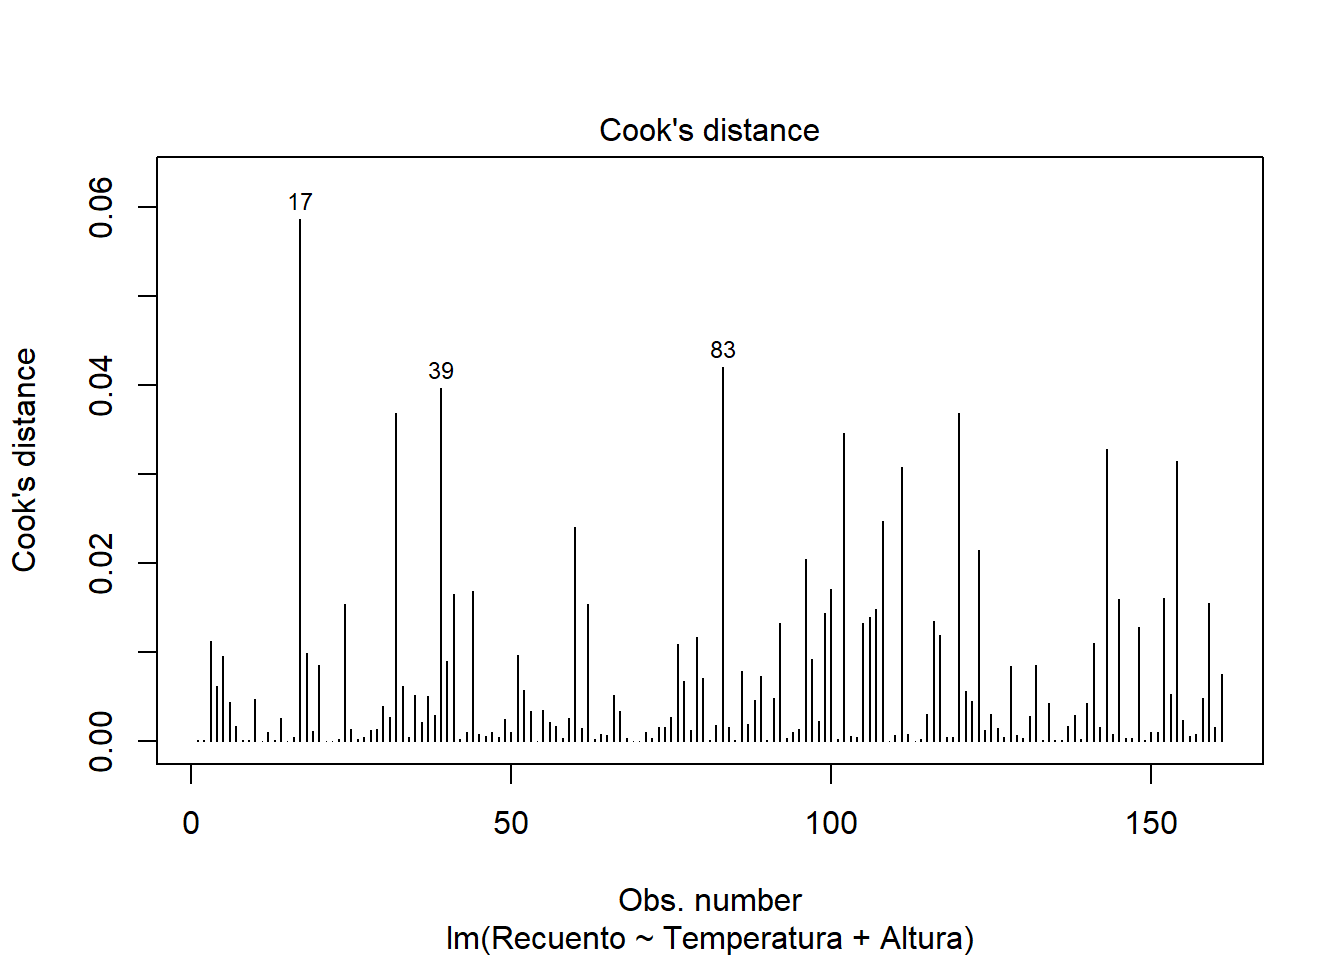 Cook's distance
0.06
17
83
0.04
39
Cook's distance
0.02
0.00
0
50
100
150
Obs. number
lm(Recuento ~ Temperatura + Altura)